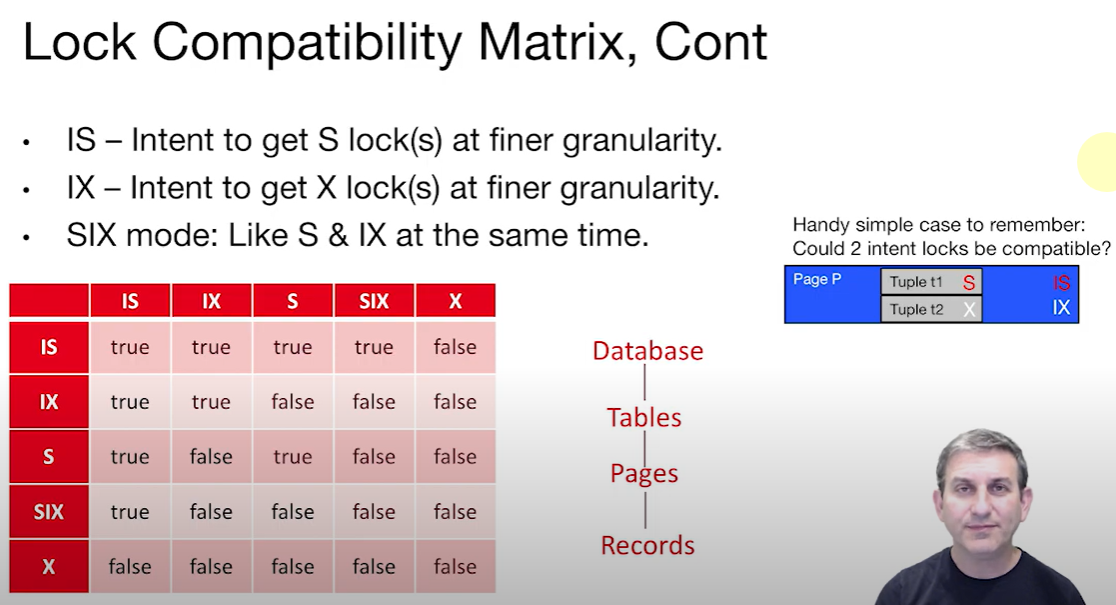 Lock Compatibility Matrix, Cont
• IS – Intent to get S lock(s) at finer granularity.
• IX – Intent to get X lock(s) at finer granularity.
• SIX mode: Like S & IX at the same time.
Handy simple case to remember:
Could 2 intent locks be compatible?
Page P Tuple t1 S IS
Tuple t2 X IX
IS IX S SIX X
IS true true true true false
IX true true false false false
S true false true false false
SIX true false false false false
X false false false false false
Database
Tables
Pages
Records